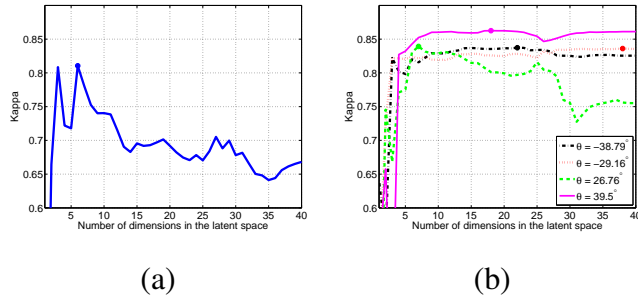 (a) (b)
0.85 0.85
0.8 0.8
0.75 0.75
0.7 0.7
0.65 0.65
0.6 0.6
Kappa Kappa
5 10 15 20 25 30 35 40 5 10 15 20 25 30 35 40
Number of dimensions in the latent space Number of dimensions in the latent space
θ = −38.79°
θ = −29.16°
θ = 26.76°
θ = 39.5°
(a) (b)